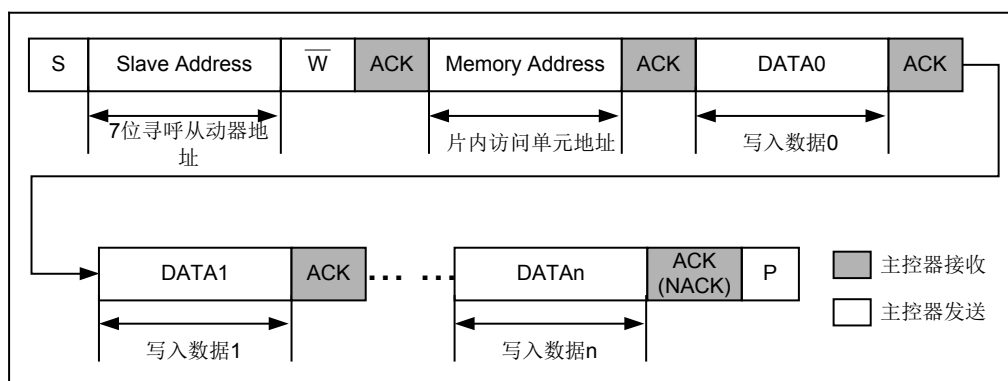 S Slave Address W ACK Memory Address ACK DATA0 ACK
7位寻呼从动器地
址
片内访问单元地址
写入数据0
DATA1 ACK ... ... DATAn ACK
(NACK) P
写入数据1
写入数据n
主控器接收
主控器发送